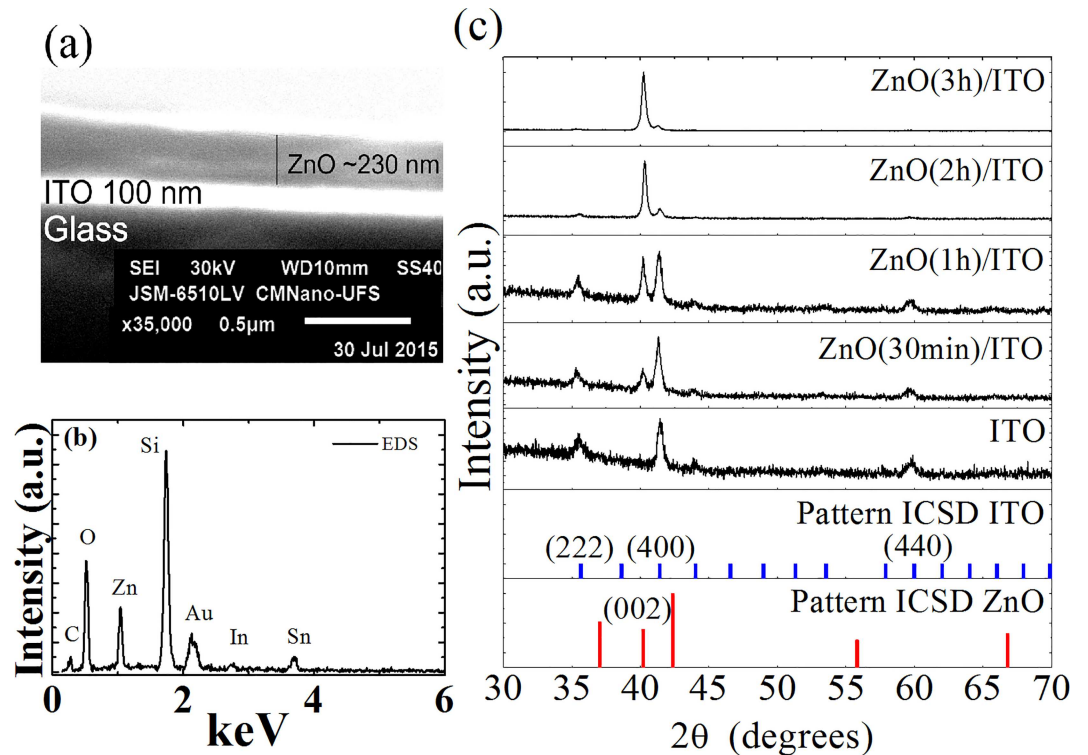 (a)
ZnO ~230 nm
ITO 100 nm
Glass
SEI 30kV WD10mm SS40
JSM-6510LV CMNano-UFS
x35,000 0.5μm
30 Jul 2015
(b)
EDS
Si
O
Zn
C
Au
In
Sn
Intensity (a.u.)
0 2 4 6
keV
(c)
ZnO(3h)/ITO
ZnO(2h)/ITO
ZnO(1h)/ITO
ZnO(30min)/ITO
ITO
Pattern ICSD ITO
(222) (400) (440)
Pattern ICSD ZnO
(002)
Intensity (a.u.)
30 35 40 45 50 55 60 65 70
2θ (degrees)